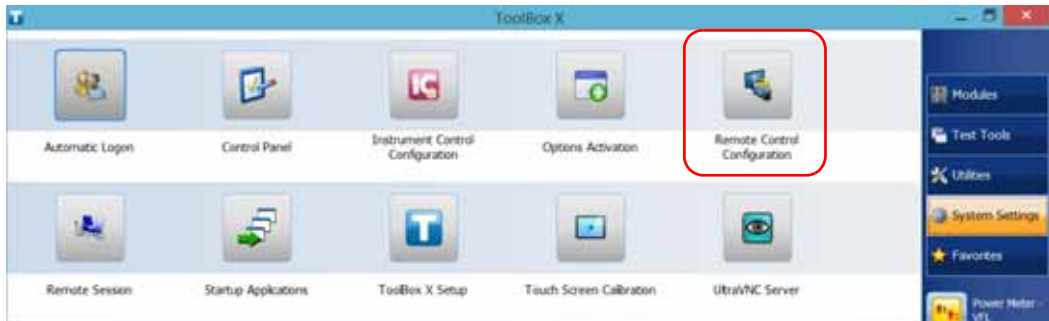 ToolBox X
Automatic Logon
Control Panel
Instrument Control
Configuration
Options Activation
Remote Control
Configuration
Remote Session
Startup Applications
ToolBox X Setup
Touch Screen Calibration
UltraVNC Server
Modules
Test Tools
Utilities
System Settings
Favorites
Power Meter -
VFL